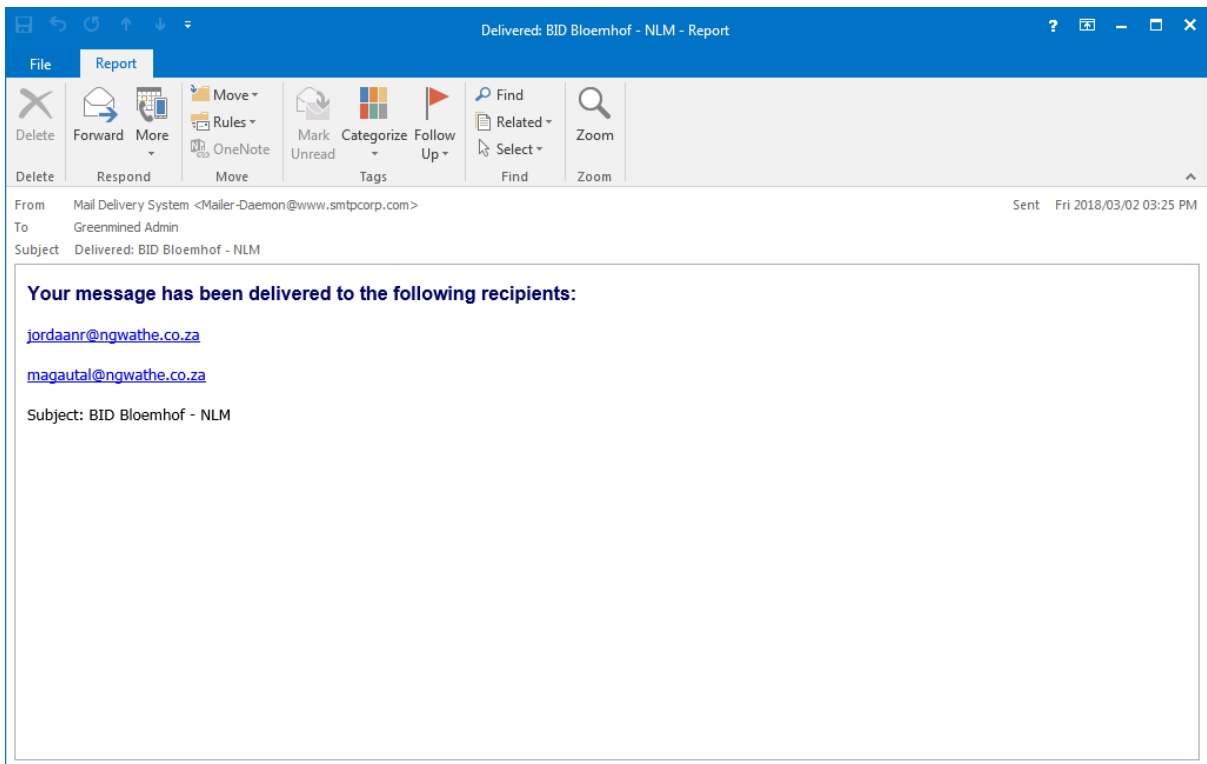 Delivered: BID Bloemhof - NLM - Report
?
File Report
Delete
Forward
More
Move
Rules
OneNote
Mark Unread
Categorize
Follow Up
Find
Related
Select
Zoom
Delete Respond Move Tags Find Zoom
From Mail Delivery System <Mailer-Daemon@www.smtpcorp.com> Sent Fri 2018/03/02 03:25 PM
To Greenmined Admin
Subject Delivered: BID Bloemhof - NLM
Your message has been delivered to the following recipients:
jordaanr@ngwathe.co.za
magautal@ngwathe.co.za
Subject: BID Bloemhof - NLM